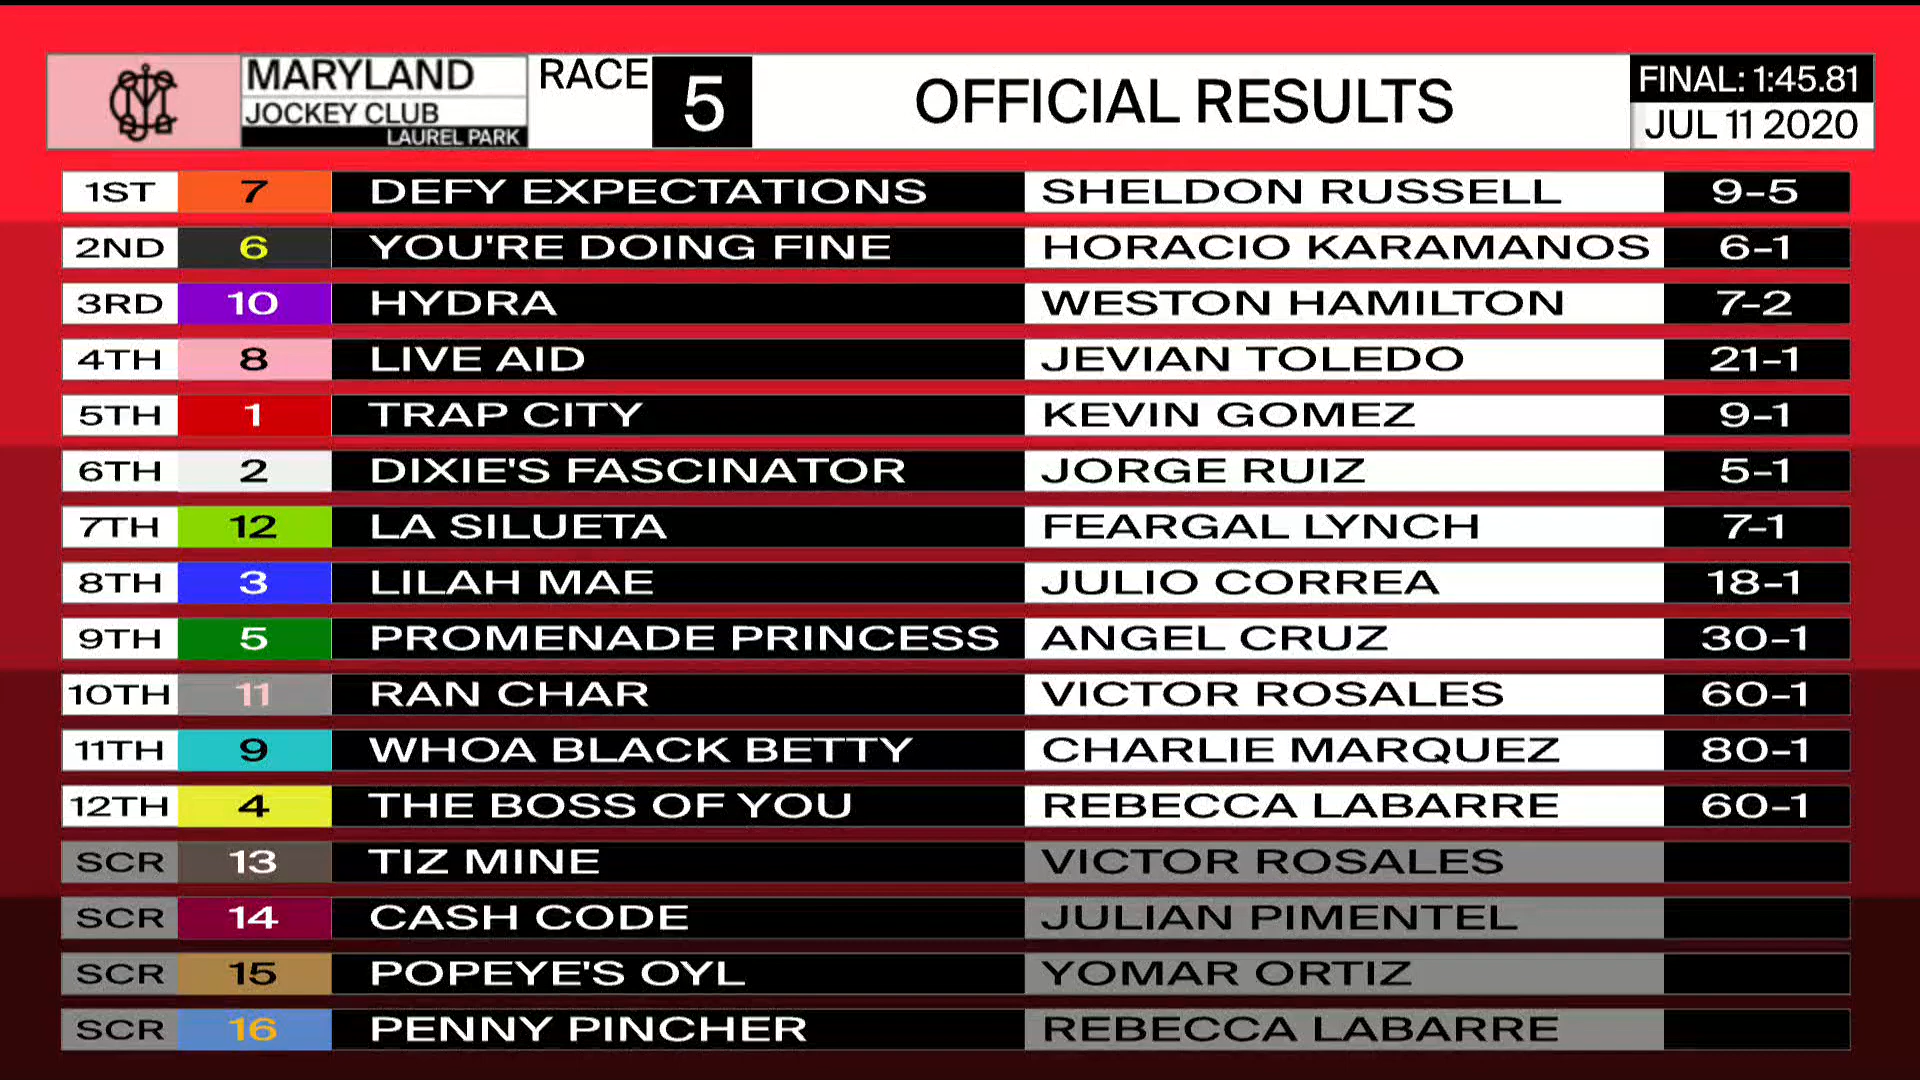 MARYLAND
JOCKEY CLUB
LAUREL PARK
RACE 5
OFFICIAL RESULTS
FINAL: 1:45.81
JUL 11 2020
1ST 7 DEFY EXPECTATIONS SHELDON RUSSELL 9-5
2ND 6 YOU'RE DOING FINE HORACIO KARAMANOS 6-1
3RD 10 HYDRA WESTON HAMILTON 7-2
4TH 8 LIVE AID JEVIAN TOLEDO 21-1
5TH 1 TRAP CITY KEVIN GOMEZ 9-1
6TH 2 DIXIE'S FASCINATOR JORGE RUIZ 5-1
7TH 12 LA SILUETA FEARGAL LYNCH 7-1
8TH 3 LILAH MAE JULIO CORREA 18-1
9TH 5 PROMENADE PRINCESS ANGEL CRUZ 30-1
10TH 11 RAN CHAR VICTOR ROSALES 60-1
11TH 9 WHOA BLACK BETTY CHARLIE MARQUEZ 80-1
12TH 4 THE BOSS OF YOU REBECCA LABARRE 60-1
SCR 13 TIZ MINE VICTOR ROSALES
SCR 14 CASH CODE JULIAN PIMENTEL
SCR 15 POPEYE'S OYL YOMAR ORTIZ
SCR 16 PENNY PINCHER REBECCA LABARRE